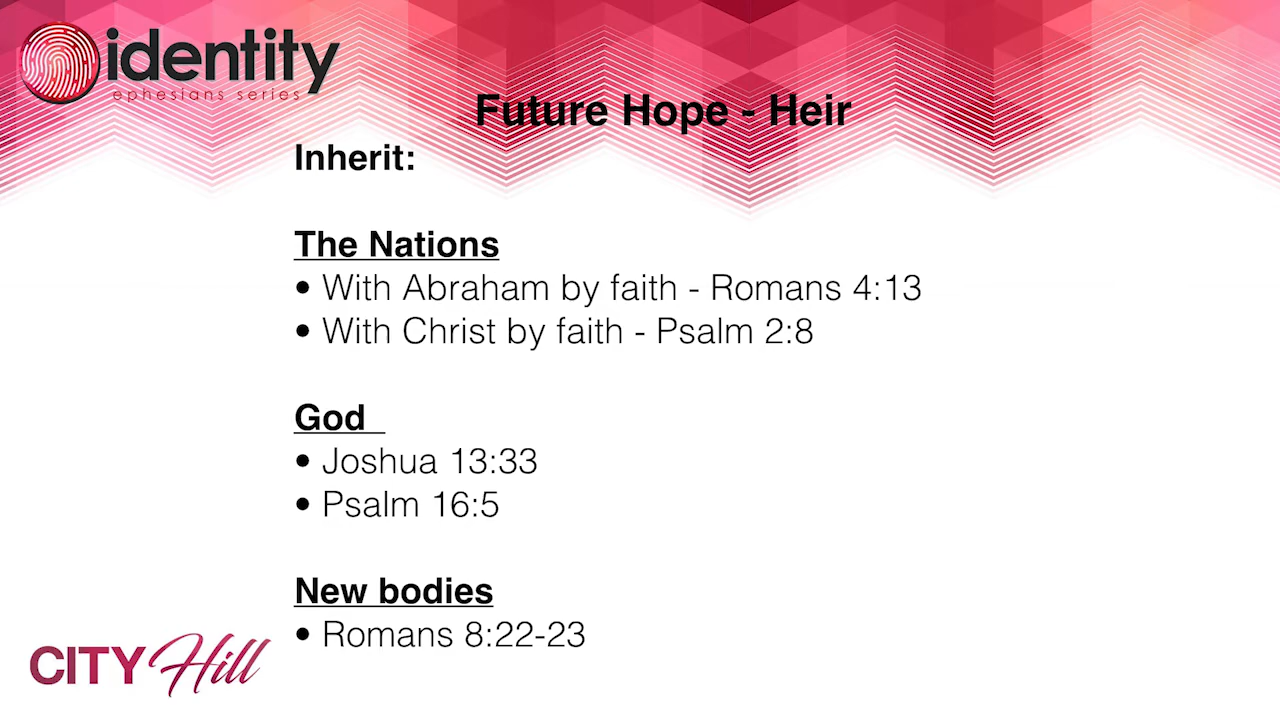 identity
ephesians series
Future Hope - Heir
Inherit:
The Nations
• With Abraham by faith - Romans 4:13
• With Christ by faith - Psalm 2:8
God
• Joshua 13:33
• Psalm 16:5
New bodies
• Romans 8:22-23
CITY Hill